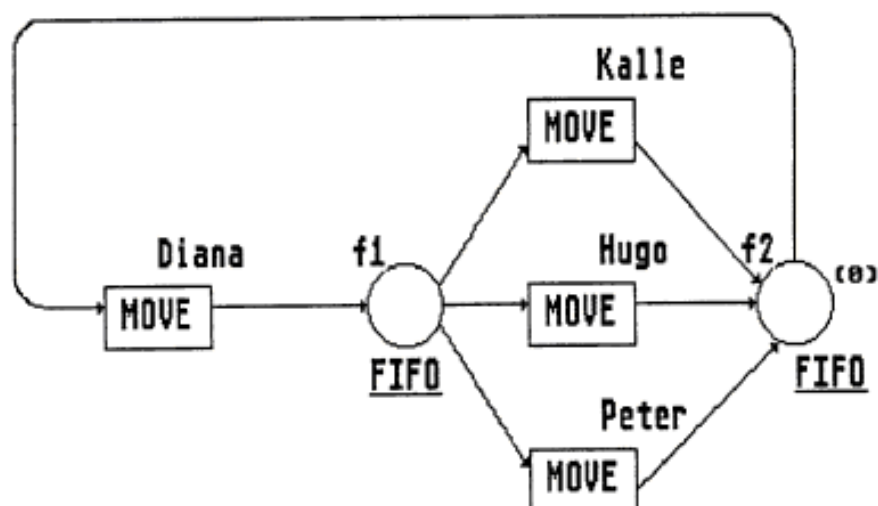 Kalle
MOVE
Diana
f1
Hugo
f2
(0)
MOVE
MOVE
FIFO
FIFO
Peter
MOVE